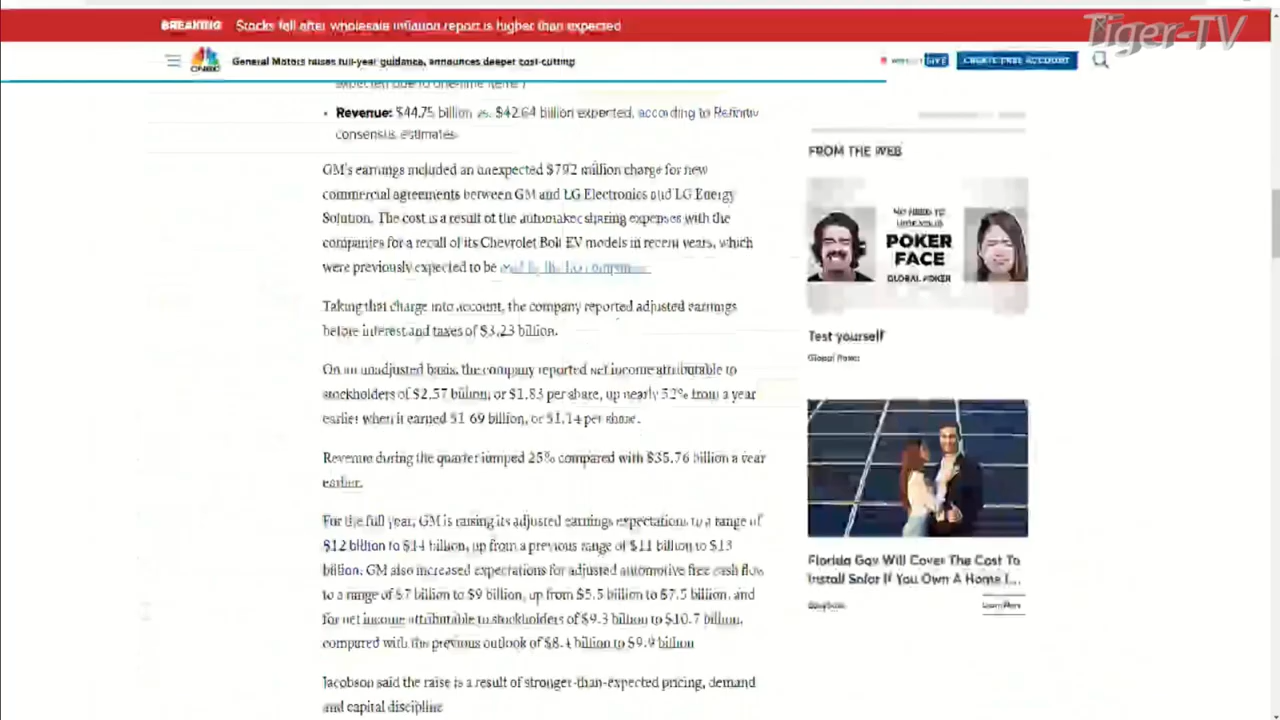 BREAKING Stocks fall after wholesale inflation report is higher than expected
Tiger-TV
CNBC
General Motors raises full-year guidance, announces deeper cost-cutting
LIVE
CREATE FREE ACCOUNT
expected due to one-time items)
• Revenue: $44.75 billion vs. $42.64 billion expected, according to Refinitiv
consensus estimates
GM's earnings included an unexpected $792 million charge for new
commercial agreements between GM and LG Electronics and LG Energy
Solution. The cost is a result of the automaker sharing expenses with the
companies for a recall of its Chevrolet Bolt EV models in recent years, which
were previously expected to be
Taking that charge into account, the company reported adjusted earnings
before interest and taxes of $3.23 billion.
On an unadjusted basis, the company reported net income attributable to
stockholders of $2.57 billion, or $1.83 per share, up nearly 52% from a year
earlier when it earned $1.69 billion, or $1.14 per share.
Revenue during the quarter jumped 25% compared with $35.76 billion a year
earlier.
For the full year, GM is raising its adjusted earnings expectations to a range of
$12 billion to $14 billion, up from a previous range of $11 billion to $13
billion. GM also increased expectations for adjusted automotive free cash flow
to a range of $7 billion to $9 billion, up from $5.5 billion to $7.5 billion, and
for net income attributable to stockholders of $9.3 billion to $10.7 billion,
compared with the previous outlook of $8.4 billion to $9.9 billion
Jacobson said the raise is a result of stronger-than-expected pricing, demand
and capital discipline
FROM THE WEB
NO NEED TO
YOUR
POKER
FACE
GLOBAL POKER
Test yourself
Global Poker
Florida Gov Will Cover The Cost To
Install Solar If You Own A Home I...
Learn More